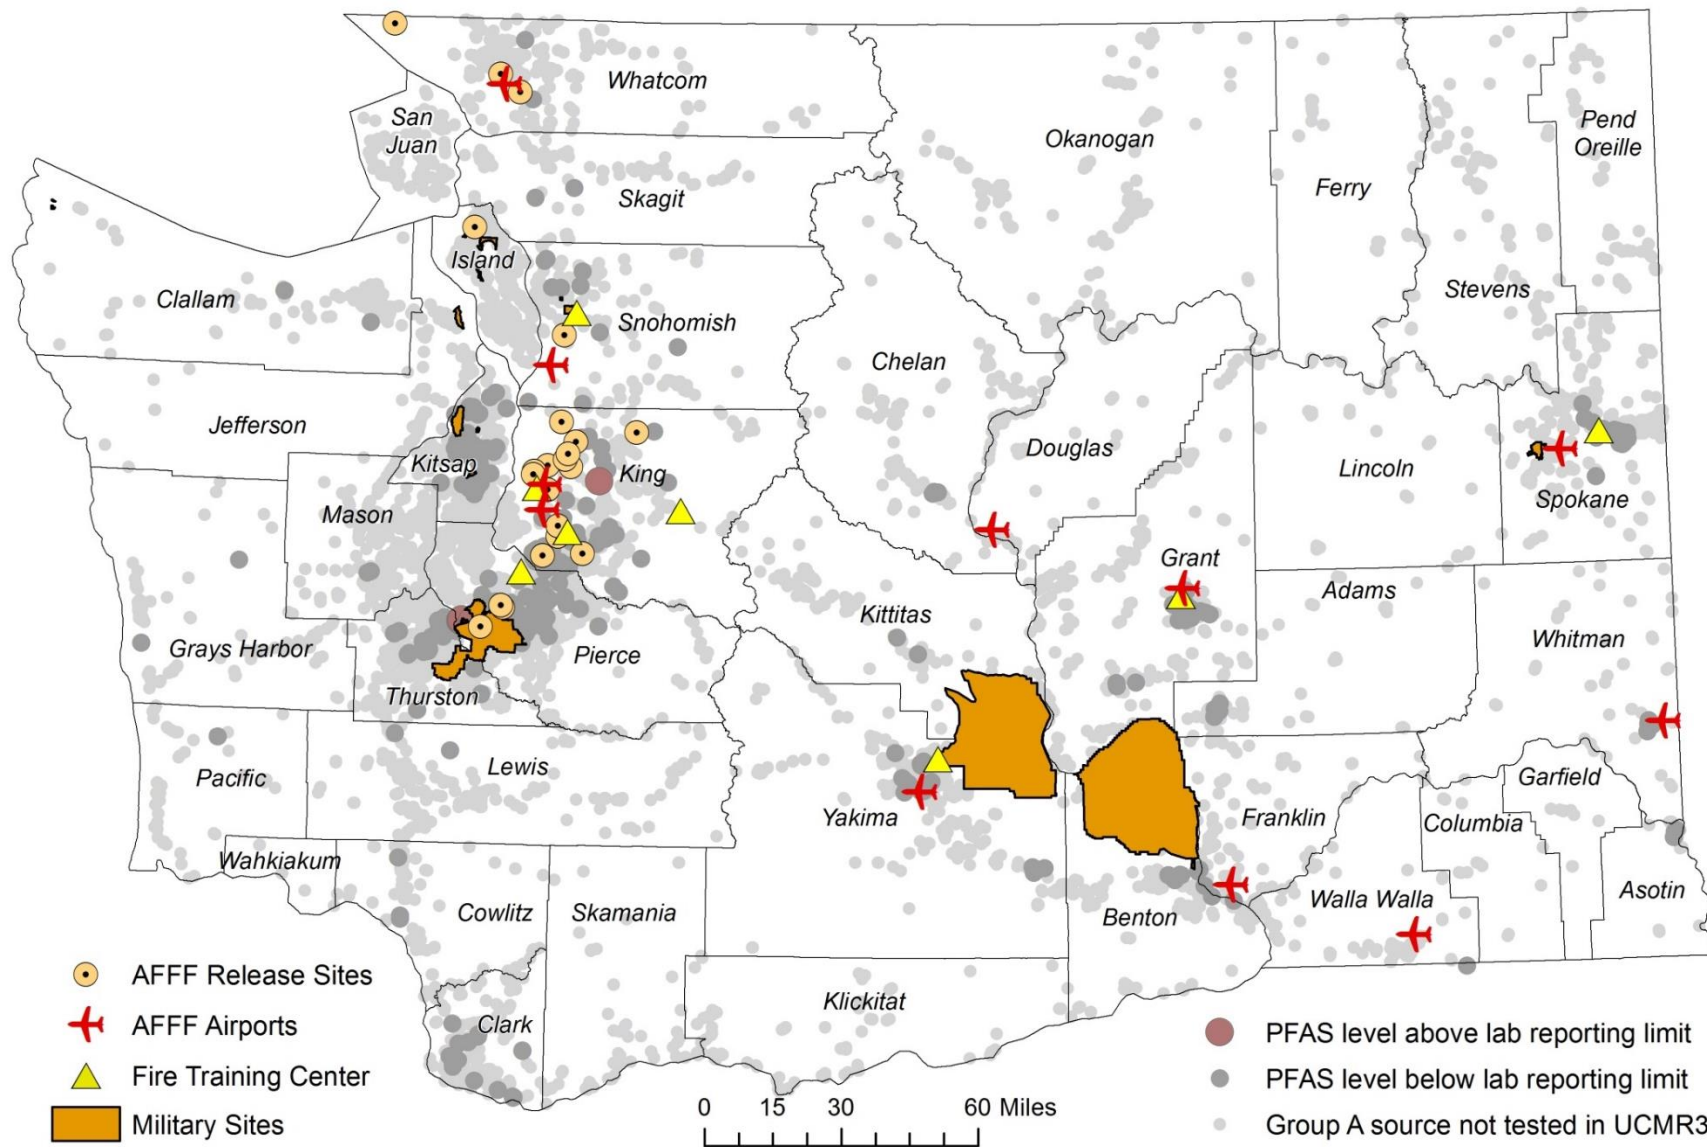 Whatcom
San
Juan
Okanogan
Pend
Oreille
Skagit
Ferry
Island
Stevens
Clallam
Snohomish
Chelan
Jefferson
Douglas
Kitsap
King
Lincoln
Spokane
Mason
Grant
Adams
Kittitas
Whitman
Grays Harbor
Pierce
Thurston
Pacific
Lewis
Garfield
Yakima
Franklin
Columbia
Wahkiakum
Asotin
Cowlitz
Skamania
Benton
Walla Walla
Klickitat
Clark
AFFF Release Sites
AFFF Airports
Fire Training Center
Military Sites
0 15 30 60 Miles
PFAS level above lab reporting limit
PFAS level below lab reporting limit
Group A source not tested in UCMR3